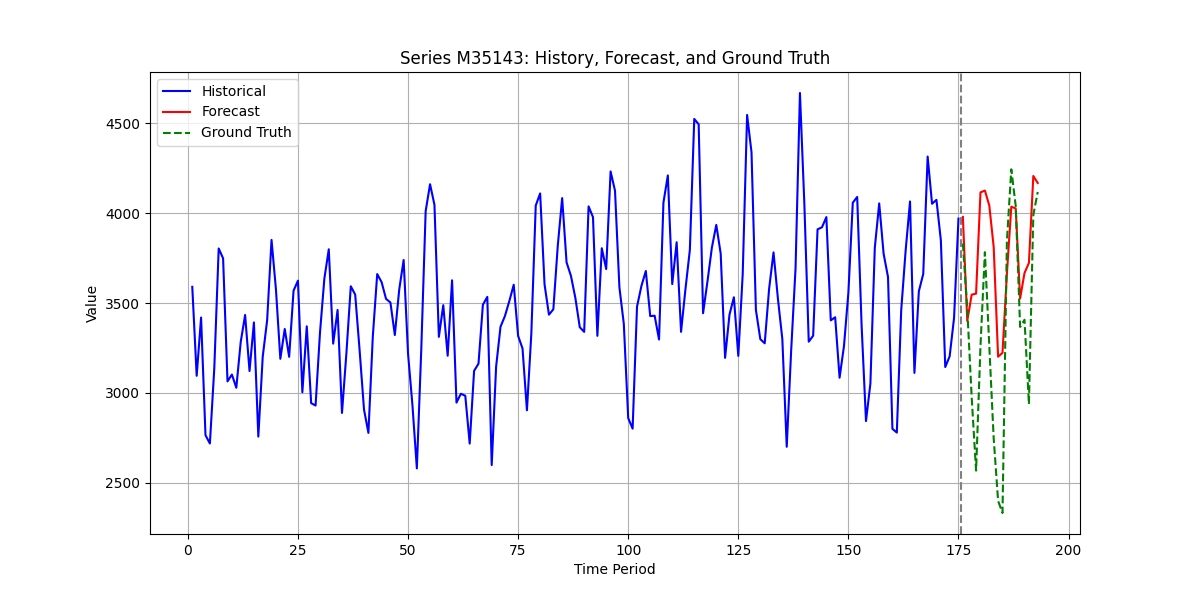 Series M35143: History, Forecast, and Ground Truth
Historical
Forecast
Ground Truth
Value
4500
4000
3500
3000
2500
0 25 50 75 100 125 150 175 200
Time Period